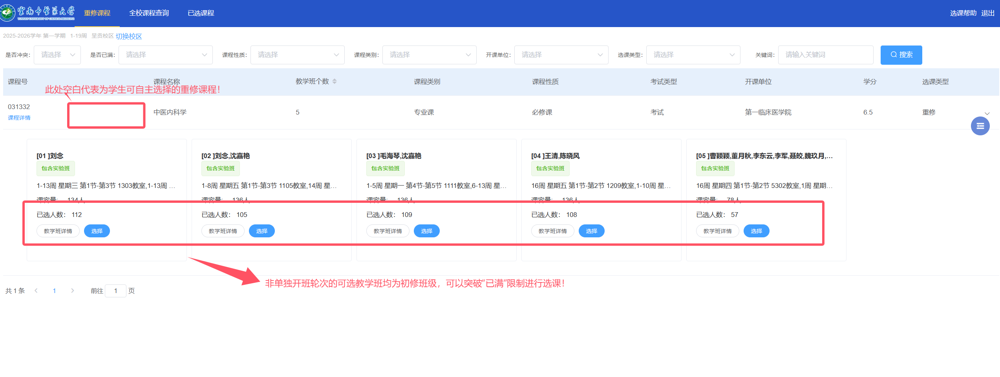 雲南中醫藥大學 重修课程 全校课程查询 已选课程 选课帮助 退出
YUNNAN UNIVERSITY OF CHINESE MEDICINE
2025-2026学年 第一学期 1-19周 呈贡校区 切换校区
是否冲突: 请选择 是否已满: 请选择 课程性质: 请选择 课程类别: 请选择 开课单位: 请选择 选课类型: 请选择 关键词: 请输入关键词 搜索
课程号 课程名称 教学班个数 课程类别 课程性质 考试类型 开课单位 学分 选课类型
此处空白代表为学生可自主选择的重修课程！
031332 中医内科学 5 专业课 必修课 考试 第一临床医学院 6.5 重修
课程详情
[01 ]刘念
包含实验班
1-13周 星期三 第1节-第3节 1303教室,1-13周 …
课容量: 134人
已选人数: 112
教学班详情 选择
[02 ]刘念,沈嘉艳
包含实验班
1-8周 星期五 第1节-第3节 1105教室,14周 星…
课容量: 136人
已选人数: 105
教学班详情 选择
[03 ]毛海琴,沈嘉艳
包含实验班
1-5周 星期一 第4节-第5节 1111教室,6-13周 星…
课容量: 136人
已选人数: 109
教学班详情 选择
[04 ]王清,陈晓风
包含实验班
16周 星期五 第1节-第2节 1209教室,1-10周 星…
课容量: 136人
已选人数: 108
教学班详情 选择
[05 ]曹颖颖,董月秋,李东云,李军,聂皎,魏玖月,…
包含实验班
16周 星期四 第1节-第2节 5302教室,1周 星期…
课容量: 78人
已选人数: 57
教学班详情 选择
非单独开班轮次的可选教学班均为初修班级，可以突破“已满”限制进行选课！
共 1 条 1 前往 1 页